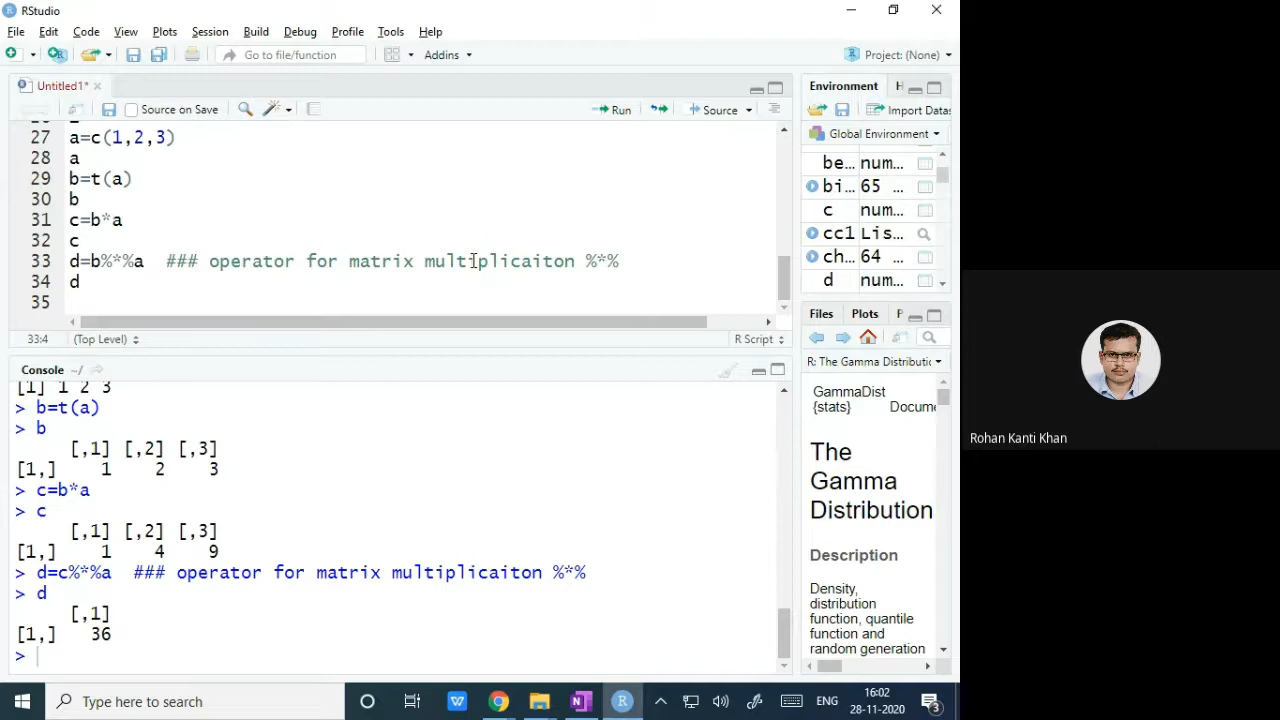 RStudio
File Edit Code View Plots Session Build Debug Profile Tools Help
Go to file/function Addins Project: (None)
Untitled1*
Source on Save Run Source
27 a=c(1,2,3)
28 a
29 b=t(a)
30 b
31 c=b*a
32 c
33 d=b%*%a ### operator for matrix multiplicaiton %*%
34 d
35
33:4 (Top Level) R Script
Console ~/
[1] 1 2 3
> b=t(a)
> b
[,1] [,2] [,3]
[1,] 1 2 3
> c=b*a
> c
[,1] [,2] [,3]
[1,] 1 4 9
> d=c%*%a ### operator for matrix multiplicaiton %*%
> d
[,1]
[1,] 36
>
Environment H
Import Datas
Global Environment
be… num…
bi… 65 …
c num…
cc1 Lis…
ch… 64 …
d num…
Files Plots P
R: The Gamma Distributic
GammaDist
{stats} Docume
The
Gamma
Distribution
Description
Density,
distribution
function, quantile
function and
random generation
Rohan Kanti Khan
Type here to search
ENG
16:02
28-11-2020
3